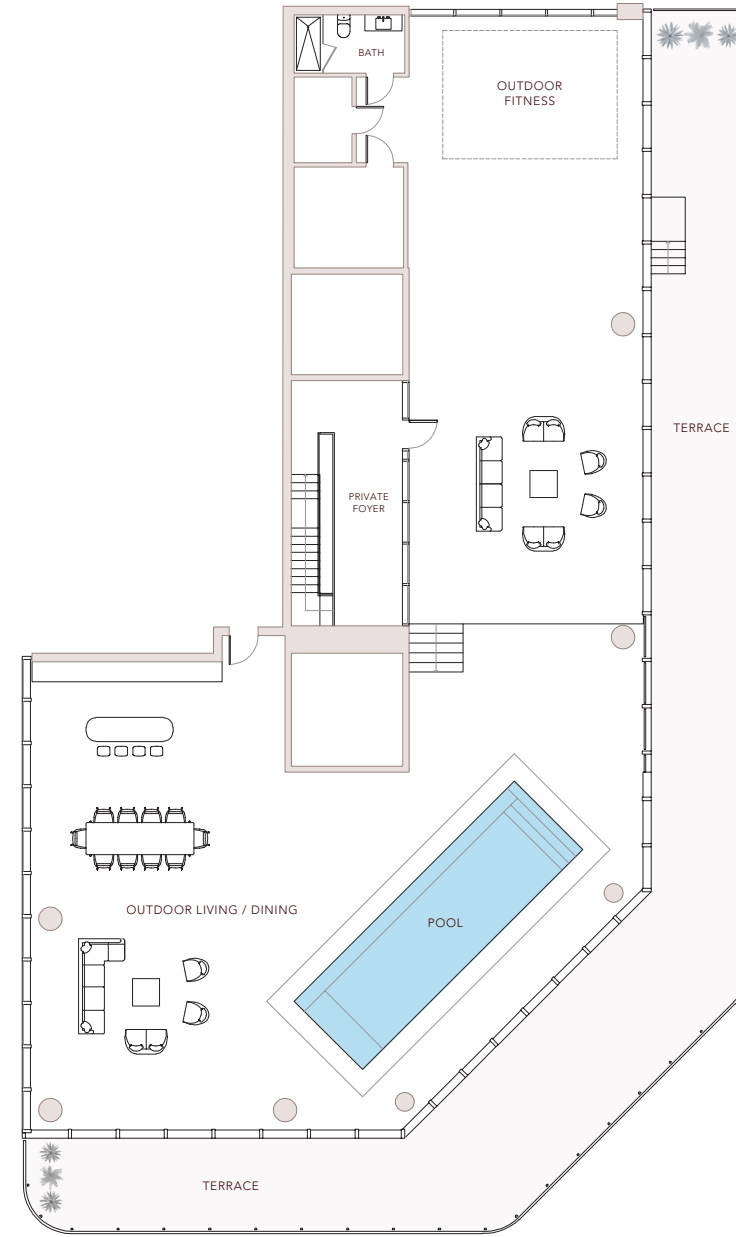 BATH
OUTDOOR
FITNESS
TERRACE
PRIVATE
FOYER
OUTDOOR LIVING / DINING
POOL
TERRACE